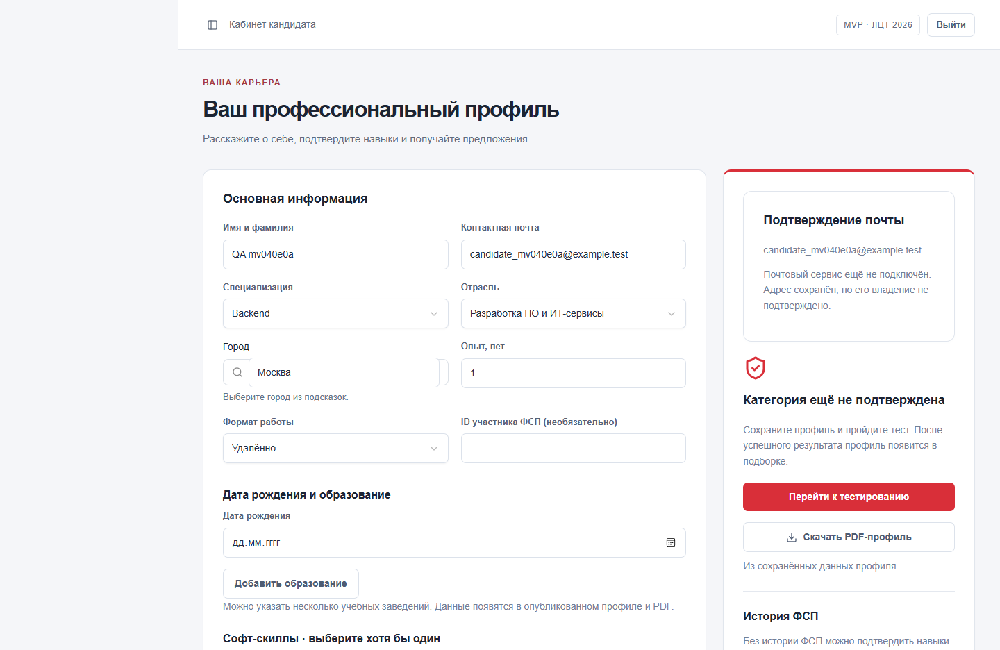 Кабинет кандидата
MVP · ЛЦТ 2026
Выйти
ВАША КАРЬЕРА
Ваш профессиональный профиль
Расскажите о себе, подтвердите навыки и получайте предложения.
Основная информация
Имя и фамилия
QA mv040e0a
Контактная почта
candidate_mv040e0a@example.test
Специализация
Backend
Отрасль
Разработка ПО и ИТ-сервисы
Город
Москва
Выберите город из подсказок.
Опыт, лет
1
Формат работы
Удалённо
ID участника ФСП (необязательно)
Дата рождения и образование
Дата рождения
дд.мм.гггг
Добавить образование
Можно указать несколько учебных заведений. Данные появятся в опубликованном профиле и PDF.
Софт-скиллы · выберите хотя бы один
Подтверждение почты
candidate_mv040e0a@example.test
Почтовый сервис ещё не подключён.
Адрес сохранён, но его владение не
подтверждено.
Категория ещё не подтверждена
Сохраните профиль и пройдите тест. После
успешного результата профиль появится в
подборке.
Перейти к тестированию
Скачать PDF-профиль
Из сохранённых данных профиля
История ФСП
Без истории ФСП можно подтвердить навыки